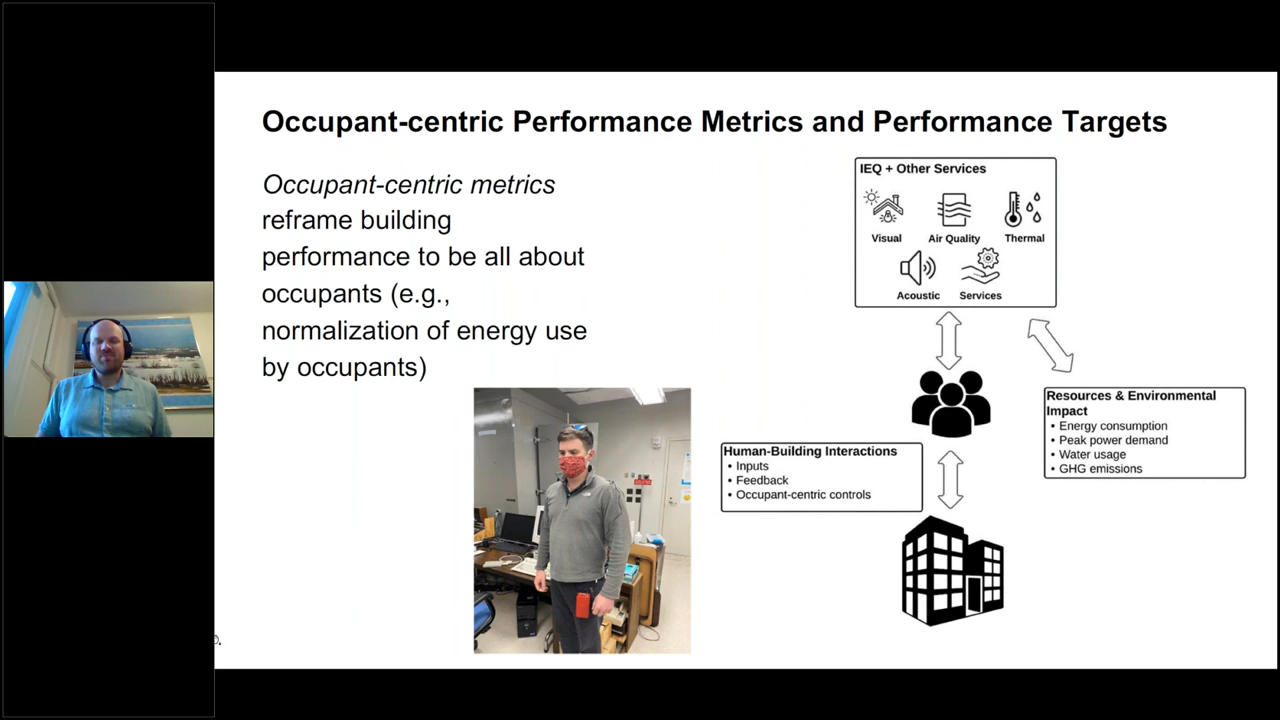 Occupant-centric Performance Metrics and Performance Targets
Occupant-centric metrics
reframe building
performance to be all about
occupants (e.g.,
normalization of energy use
by occupants)
IEQ + Other Services
Visual
Air Quality
Thermal
Acoustic
Services
Resources & Environmental
Impact
• Energy consumption
• Peak power demand
• Water usage
• GHG emissions
Human-Building Interactions
• Inputs
• Feedback
• Occupant-centric controls